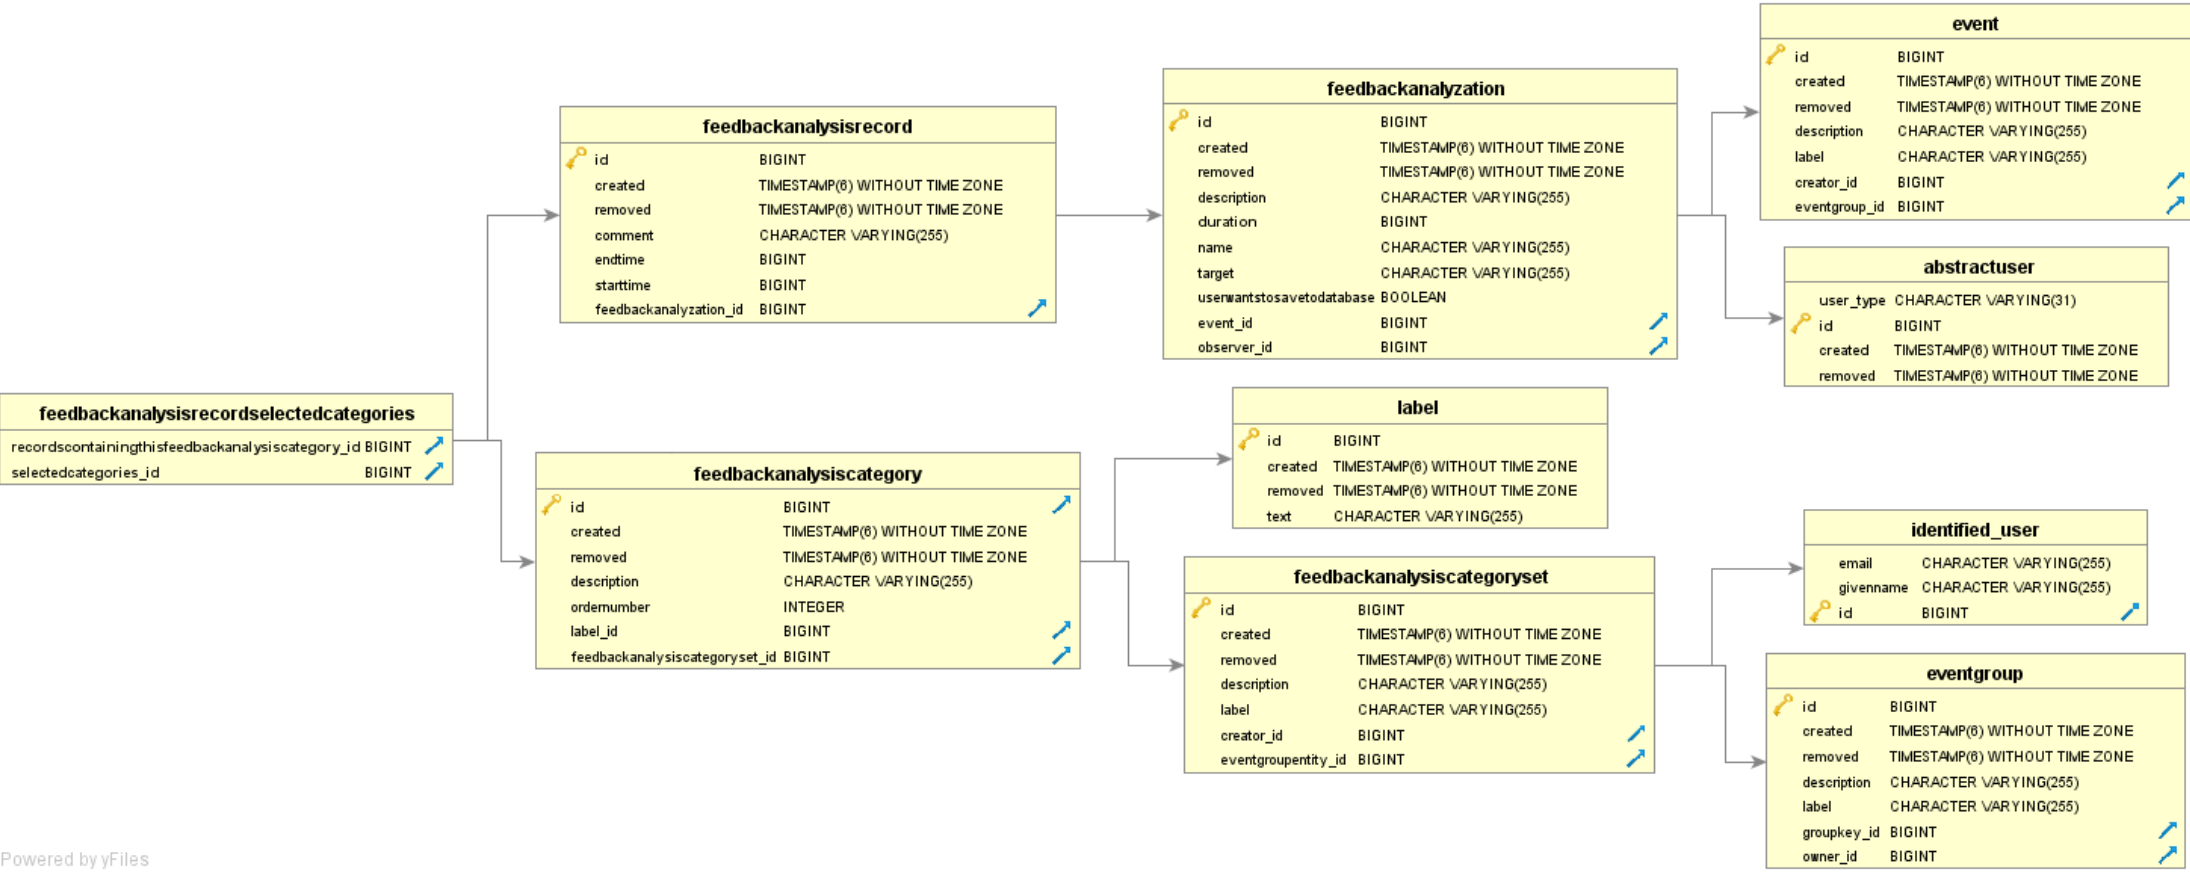 event
id BIGINT
created TIMESTAMP(6) WITHOUT TIME ZONE
removed TIMESTAMP(6) WITHOUT TIME ZONE
description CHARACTER VARYING(255)
label CHARACTER VARYING(255)
creator_id BIGINT
eventgroup_id BIGINT
feedbackanalyzation
id BIGINT
created TIMESTAMP(6) WITHOUT TIME ZONE
removed TIMESTAMP(6) WITHOUT TIME ZONE
description CHARACTER VARYING(255)
duration BIGINT
name CHARACTER VARYING(255)
target CHARACTER VARYING(255)
userwantstosavetodatabase BOOLEAN
event_id BIGINT
observer_id BIGINT
feedbackanalysisrecord
id BIGINT
created TIMESTAMP(6) WITHOUT TIME ZONE
removed TIMESTAMP(6) WITHOUT TIME ZONE
comment CHARACTER VARYING(255)
endtime BIGINT
starttime BIGINT
feedbackanalyzation_id BIGINT
abstractuser
user_type CHARACTER VARYING(31)
id BIGINT
created TIMESTAMP(6) WITHOUT TIME ZONE
removed TIMESTAMP(6) WITHOUT TIME ZONE
feedbackanalysisrecordselectedcategories
recordscontainingthisfeedbackanalysiscategory_id BIGINT
selectedcategories_id BIGINT
label
id BIGINT
created TIMESTAMP(6) WITHOUT TIME ZONE
removed TIMESTAMP(6) WITHOUT TIME ZONE
text CHARACTER VARYING(255)
feedbackanalysiscategory
id BIGINT
created TIMESTAMP(6) WITHOUT TIME ZONE
removed TIMESTAMP(6) WITHOUT TIME ZONE
description CHARACTER VARYING(255)
ordernumber INTEGER
label_id BIGINT
feedbackanalysiscategoryset_id BIGINT
identified_user
email CHARACTER VARYING(255)
givenname CHARACTER VARYING(255)
id BIGINT
feedbackanalysiscategoryset
id BIGINT
created TIMESTAMP(6) WITHOUT TIME ZONE
removed TIMESTAMP(6) WITHOUT TIME ZONE
description CHARACTER VARYING(255)
label CHARACTER VARYING(255)
creator_id BIGINT
eventgroupentity_id BIGINT
eventgroup
id BIGINT
created TIMESTAMP(6) WITHOUT TIME ZONE
removed TIMESTAMP(6) WITHOUT TIME ZONE
description CHARACTER VARYING(255)
label CHARACTER VARYING(255)
groupkey_id BIGINT
owner_id BIGINT
Powered by yFiles